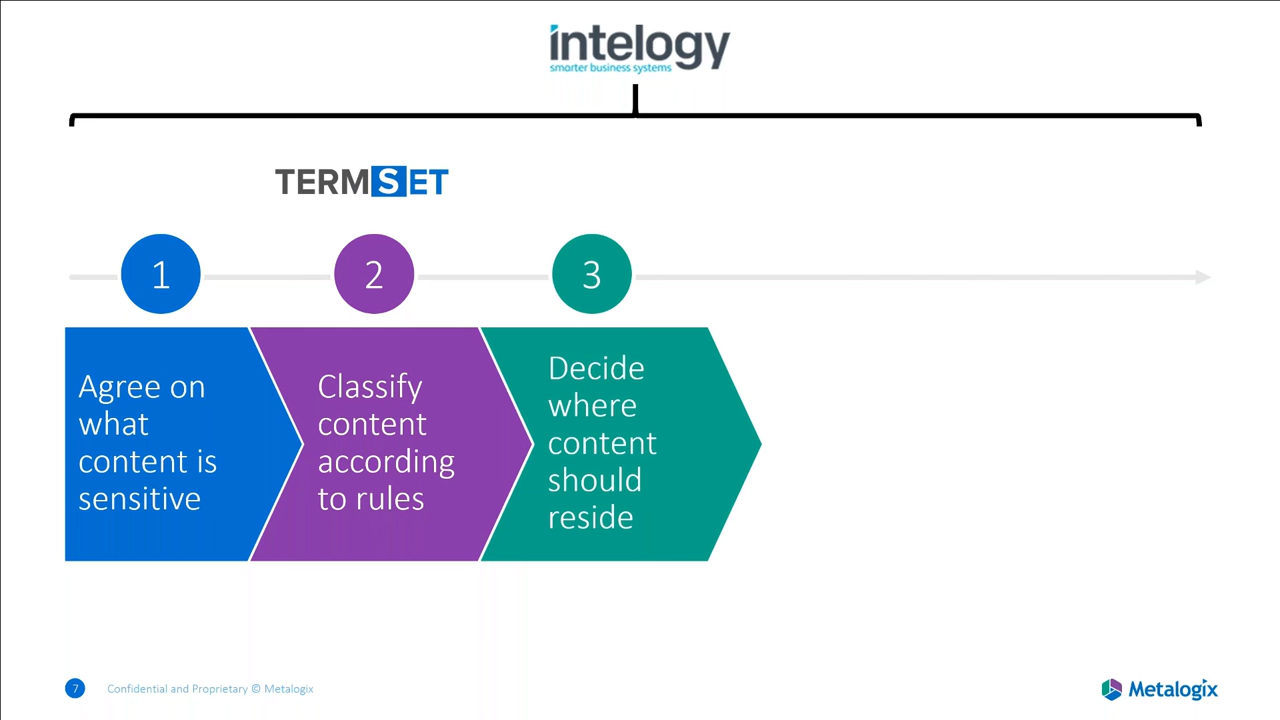 intelogy
smarter business systems
TERMSET
1
2
3
Agree on
what
content is
sensitive
Classify
content
according
to rules
Decide
where
content
should
reside
7
Confidential and Proprietary © Metalogix
Metalogix